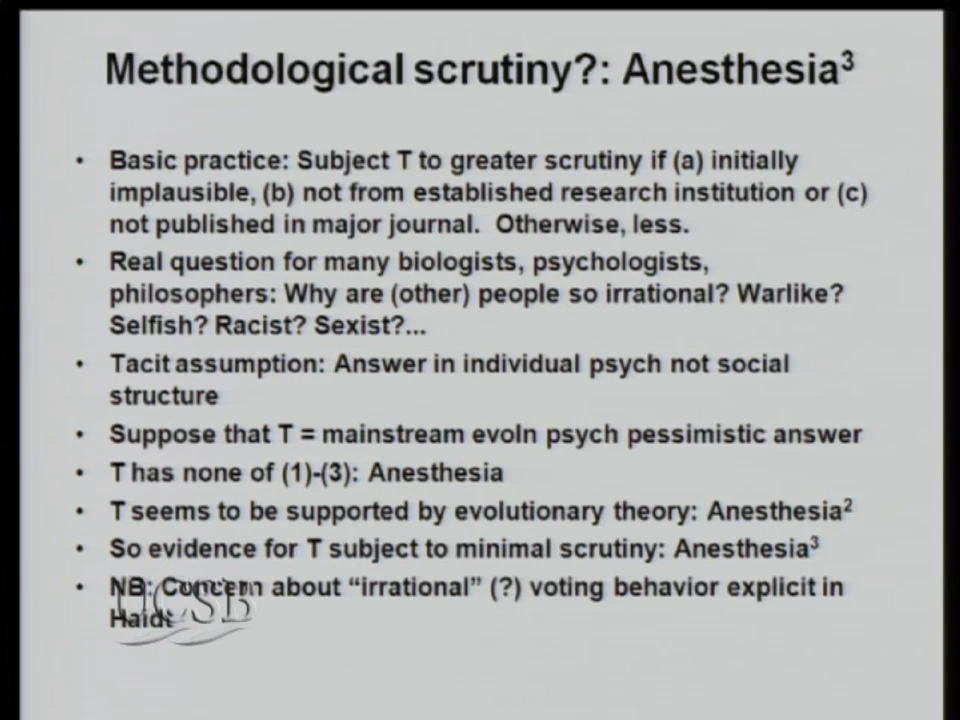 Methodological scrutiny?: Anesthesia³
• Basic practice: Subject T to greater scrutiny if (a) initially
implausible, (b) not from established research institution or (c)
not published in major journal. Otherwise, less.
• Real question for many biologists, psychologists,
philosophers: Why are (other) people so irrational? Warlike?
Selfish? Racist? Sexist?...
• Tacit assumption: Answer in individual psych not social
structure
• Suppose that T = mainstream evoln psych pessimistic answer
• T has none of (1)-(3): Anesthesia
• T seems to be supported by evolutionary theory: Anesthesia²
• So evidence for T subject to minimal scrutiny: Anesthesia³
• NB: Concern about “irrational” (?) voting behavior explicit in
Haidt
UCSB